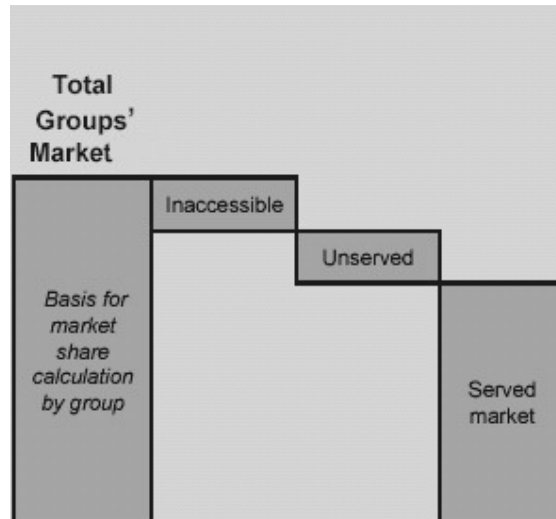 Total
Groups’
Market
Inaccessible
Unserved
Basis for
market
share
calculation
by group
Served
market